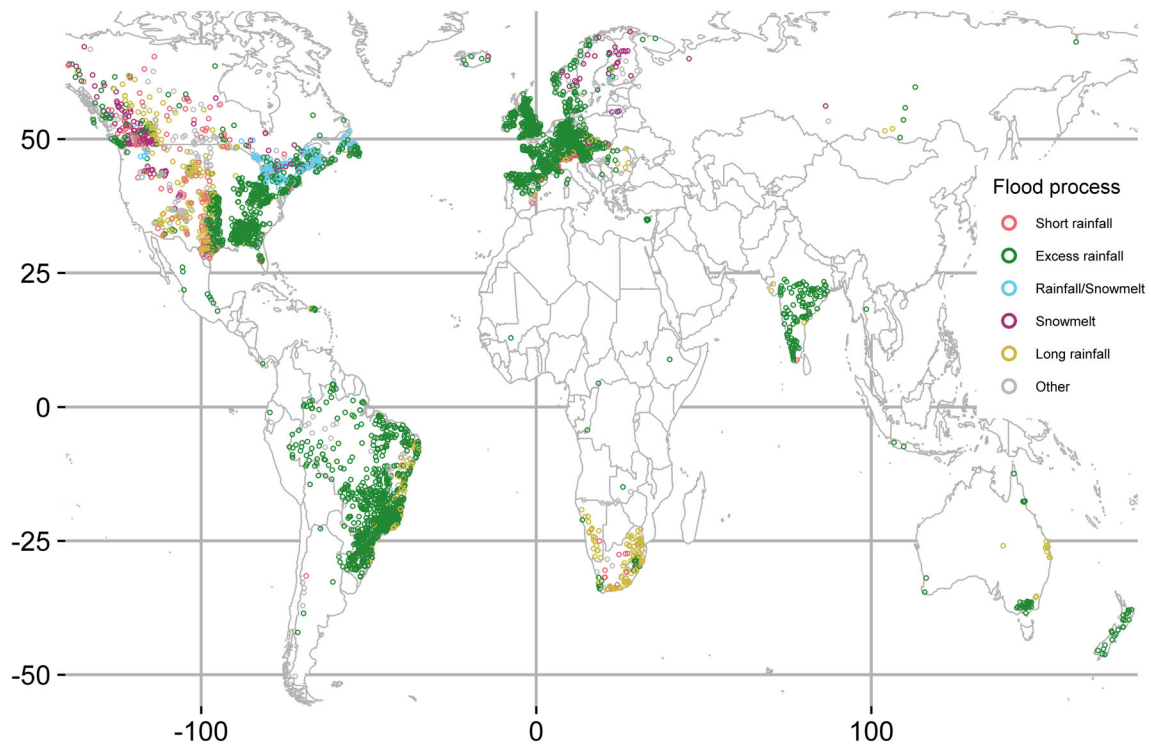 50
25
0
-25
-50
-100
0
100
Flood process
Short rainfall
Excess rainfall
Rainfall/Snowmelt
Snowmelt
Long rainfall
Other